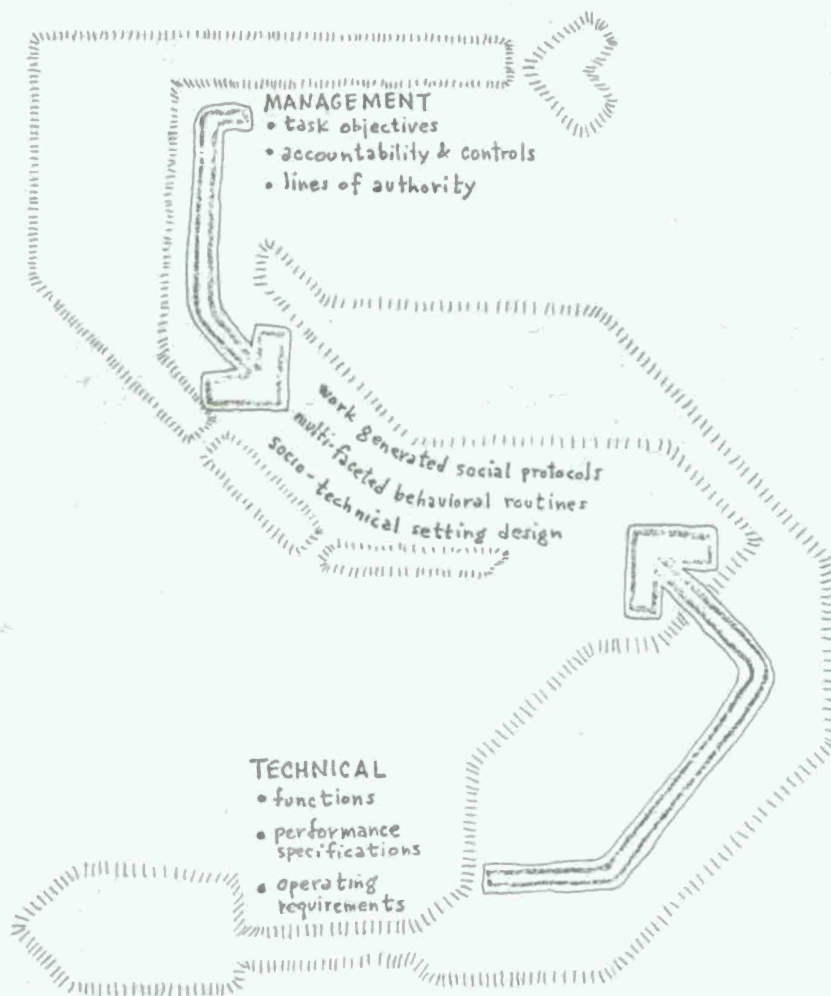 MANAGEMENT
• task objectives
• accountability & controls
• lines of authority
work generated social protocols
multi-faceted behavioral routines
socio-technical setting design
TECHNICAL
• functions
• performance
specifications
• operating
requirements